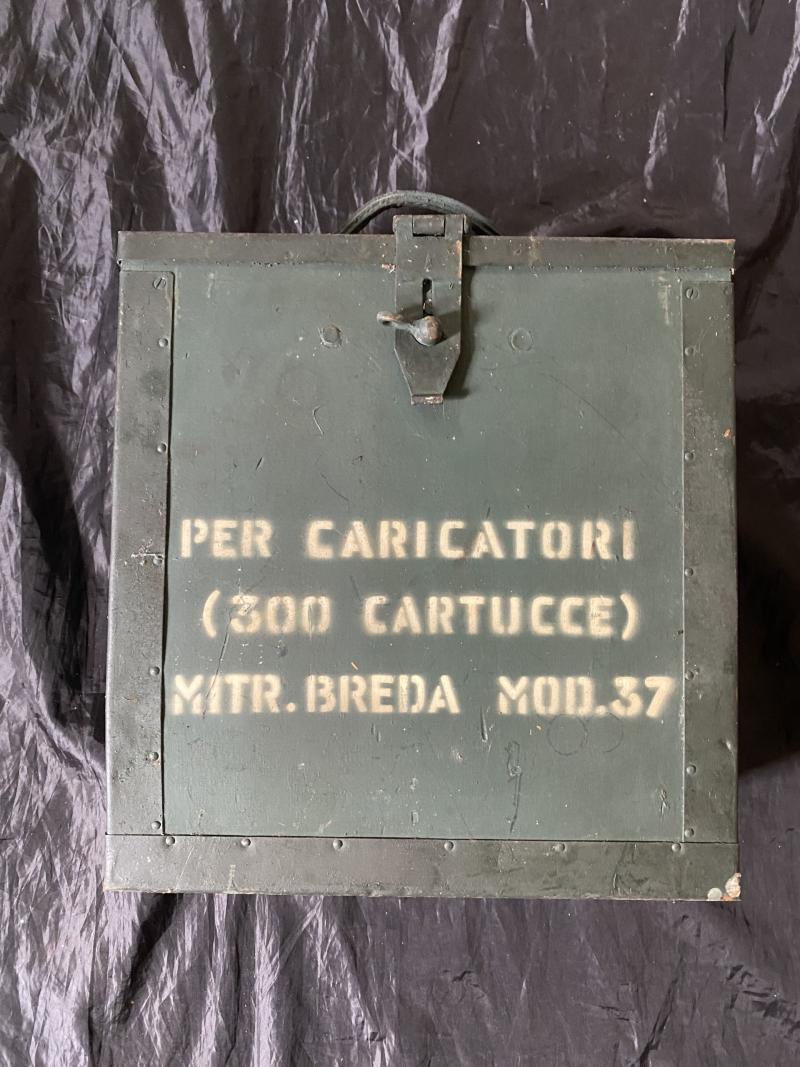 PER CARICATORI
(300 CARTUCCE)
MITR. BREDA MOD.37